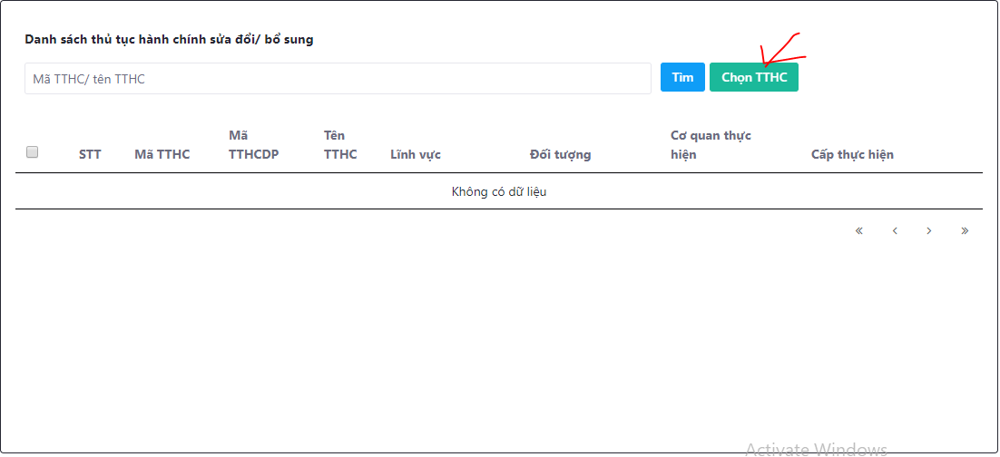 Danh sách thủ tục hành chính sửa đổi/ bổ sung
Mã TTHC/ tên TTHC
Tìm
Chọn TTHC
STT
Mã TTHC
Mã
TTHCDP
Tên
TTHC
Lĩnh vực
Đối tượng
Cơ quan thực
hiện
Cấp thực hiện
Không có dữ liệu
Activate Windows